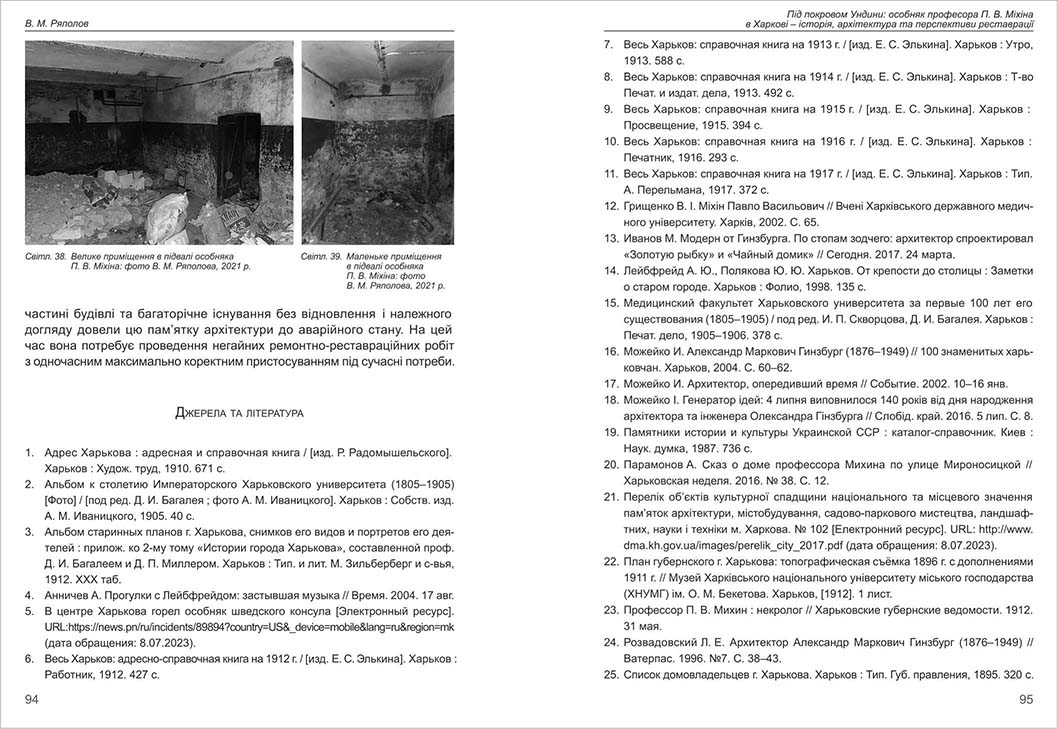 В. М. Ряполов
Світл. 38. Велике приміщення в підвалі особняка
П. В. Міхіна: фото В. М. Ряполова, 2021 р.
Світл. 39. Маленьке приміщення
в підвалі особняка
П. В. Міхіна: фото
В. М. Ряполова, 2021 р.
частині будівлі та багаторічне існування без відновлення і належного
догляду довели цю пам’ятку архітектури до аварійного стану. На цей
час вона потребує проведення негайних ремонтно-реставраційних робіт
з одночасним максимально коректним пристосуванням під сучасні потреби.
Джерела та література
1. Адрес Харькова : адресная и справочная книга / [изд. Р. Радомышельского].
Харьков : Худож. труд, 1910. 671 с.
2. Альбом к столетию Императорского Харьковского университета (1805–1905)
[Фото] / [под ред. Д. И. Багалея ; фото А. М. Иваницкого]. Харьков : Собств. изд.
А. М. Иваницкого, 1905. 40 с.
3. Альбом старинных планов г. Харькова, снимков его видов и портретов его дея-
телей : прилож. ко 2-му тому «Истории города Харькова», составленной проф.
Д. И. Багалеем и Д. П. Миллером. Харьков : Тип. и лит. М. Зильберберг и с-вья,
1912. XXX таб.
4. Анничев А. Прогулки с Лейбфрейдом: застывшая музыка // Время. 2004. 17 авг.
5. В центре Харькова горел особняк шведского консула [Электронный ресурс].
URL:https://news.pn/ru/incidents/89894?country=US&_device=mobile&lang=ru&region=mk
(дата обращения: 8.07.2023).
6. Весь Харьков: адресно-справочная книга на 1912 г. / [изд. Е. С. Элькина]. Харьков :
Работник, 1912. 427 с.
94
Під покровом Ундини: особняк професора П. В. Міхіна
в Харкові – історія, архітектура та перспективи реставрації
7. Весь Харьков: справочная книга на 1913 г. / [изд. Е. С. Элькина]. Харьков : Утро,
1913. 588 с.
8. Весь Харьков: справочная книга на 1914 г. / [изд. Е. С. Элькина]. Харьков : Т-во
Печат. и издат. дела, 1913. 492 с.
9. Весь Харьков: справочная книга на 1915 г. / [изд. Е. С. Элькина]. Харьков :
Просвещение, 1915. 394 с.
10. Весь Харьков: справочная книга на 1916 г. / [изд. Е. С. Элькина]. Харьков :
Печатник, 1916. 293 с.
11. Весь Харьков: справочная книга на 1917 г. / [изд. Е. С. Элькина]. Харьков : Тип.
А. Перельмана, 1917. 372 с.
12. Грищенко В. І. Міхін Павло Васильович // Вчені Харківського державного медич-
ного університету. Харків, 2002. С. 65.
13. Иванов М. Модерн от Гинзбурга. По стопам зодчего: архитектор спроектировал
«Золотую рыбку» и «Чайный домик» // Сегодня. 2017. 24 марта.
14. Лейбфрейд А. Ю., Полякова Ю. Ю. Харьков. От крепости до столицы : Заметки
о старом городе. Харьков : Фолио, 1998. 135 с.
15. Медицинский факультет Харьковского университета за первые 100 лет его
существования (1805–1905) / под ред. И. П. Скворцова, Д. И. Багалея. Харьков :
Печат. дело, 1905–1906. 378 с.
16. Можейко И. Александр Маркович Гинзбург (1876–1949) // 100 знаменитых харь-
ковчан. Харьков, 2004. С. 60–62.
17. Можейко И. Архитектор, опередивший время // Событие. 2002. 10–16 янв.
18. Можейко І. Генератор ідей: 4 липня виповнилося 140 років від дня народження
архітектора та інженера Олександра Гінзбурга // Слобід. край. 2016. 5 лип. С. 8.
19. Памятники истории и культуры Украинской ССР : каталог-справочник. Киев :
Наук. думка, 1987. 736 с.
20. Парамонов А. Сказ о доме профессора Михина по улице Мироносицкой //
Харьковская неделя. 2016. № 38. С. 12.
21. Перелік об’єктів культурної спадщини національного та місцевого значення
пам’яток архітектури, містобудування, садово-паркового мистецтва, ландшаф-
тних, науки і техніки м. Харкова. № 102 [Електронний ресурс]. URL: http://www.
dma.kh.gov.ua/images/perelik_city_2017.pdf (дата обращения: 8.07.2023).
22. План губернского г. Харькова: топографическая съёмка 1896 г. с дополнениями
1911 г. // Музей Харківського національного університету міського господарства
(ХНУМГ) ім. О. М. Бекетова. Харков, [1912]. 1 лист.
23. Профессор П. В. Михин : некролог // Харьковские губернские ведомости. 1912.
31 мая.
24. Розвадовский Л. Е. Архитектор Александр Маркович Гинзбург (1876–1949) //
Ватерпас. 1996. №7. С. 38–43.
25. Список домовладельцев г. Харькова. Харьков : Тип. Губ. правления, 1895. 320 с.
95